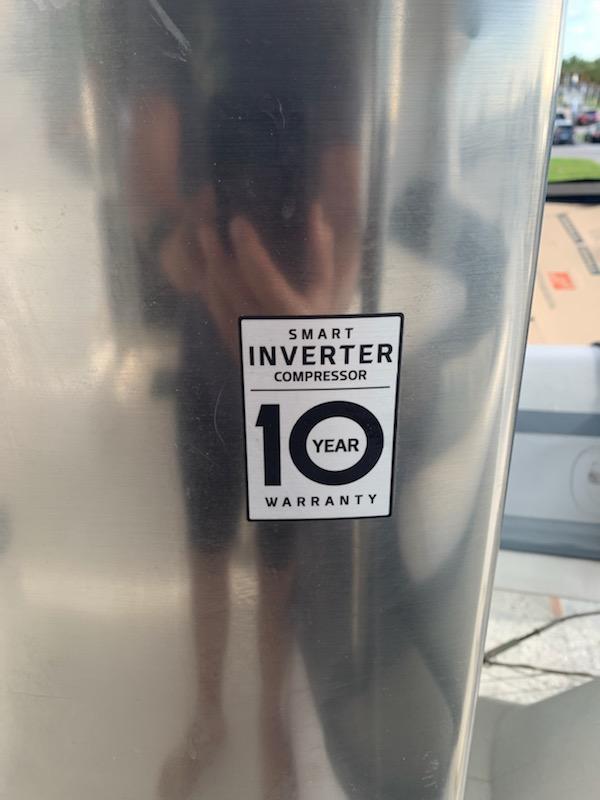 SMART
INVERTER
COMPRESSOR
10
YEAR
WARRANTY